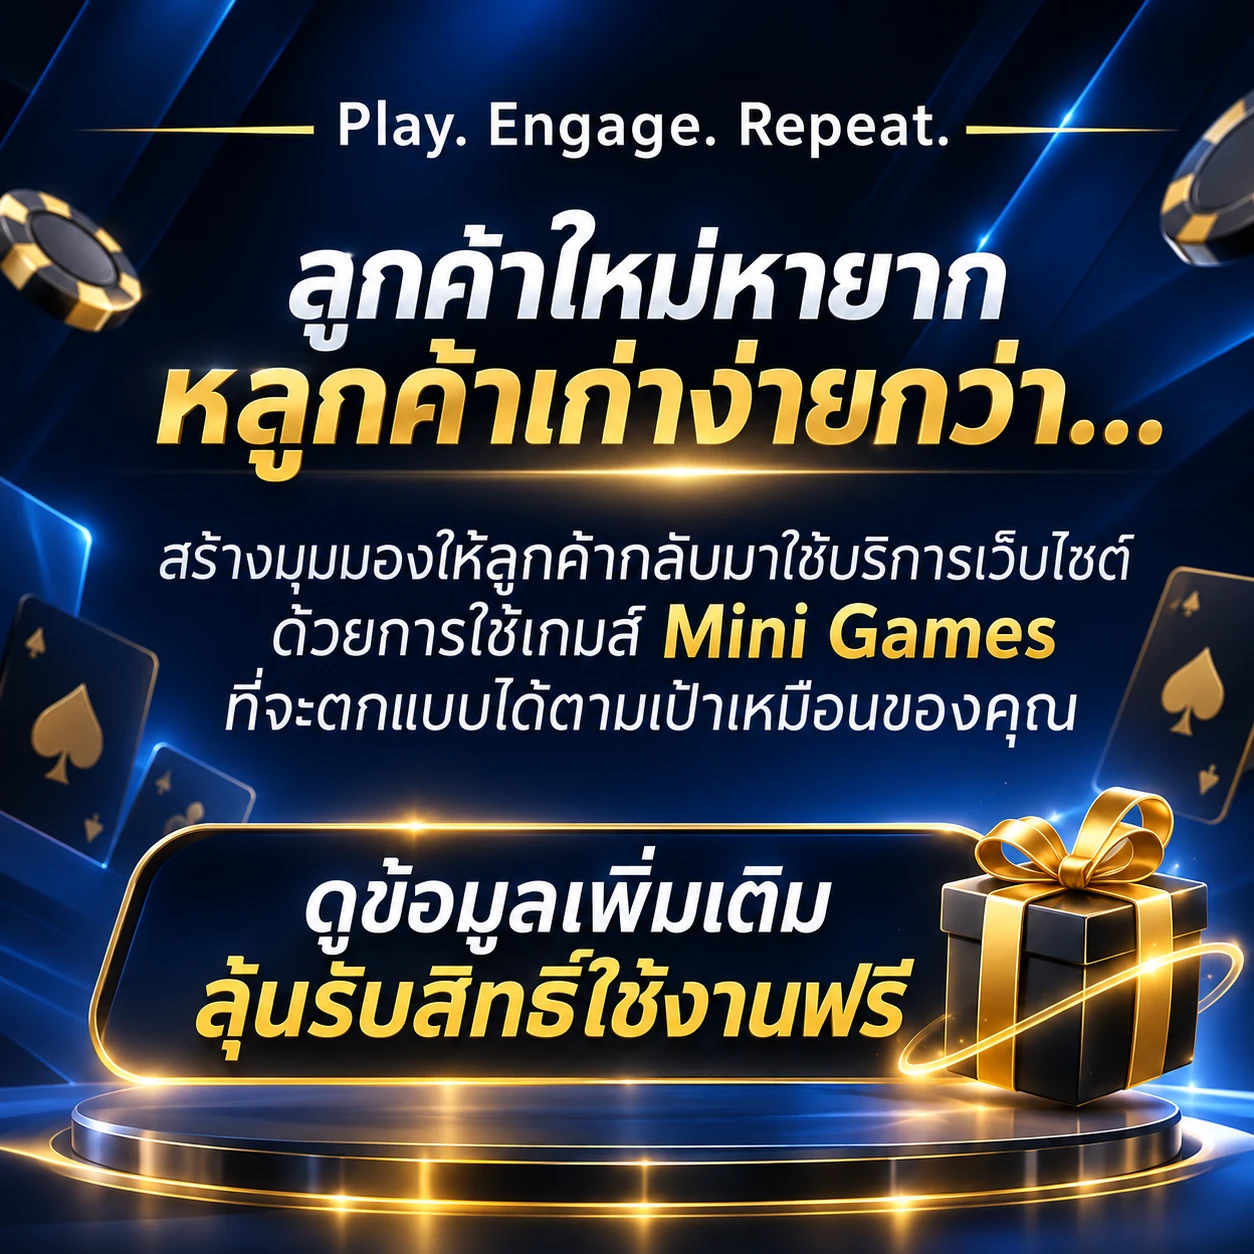 Play. Engage. Repeat.
ลูกค้าใหม่หายาก
หลูกค้าเก่าง่ายกว่า...
สร้างมุมมองให้ลูกค้ากลับมาใช้บริการเว็บไซต์
ด้วยการใช้เกมส์ Mini Games
ที่จะตกแบบได้ตามเป้าเหมือนของคุณ
ดูข้อมูลเพิ่มเติม
ลุ้นรับสิทธิ์ใช้งานฟรี